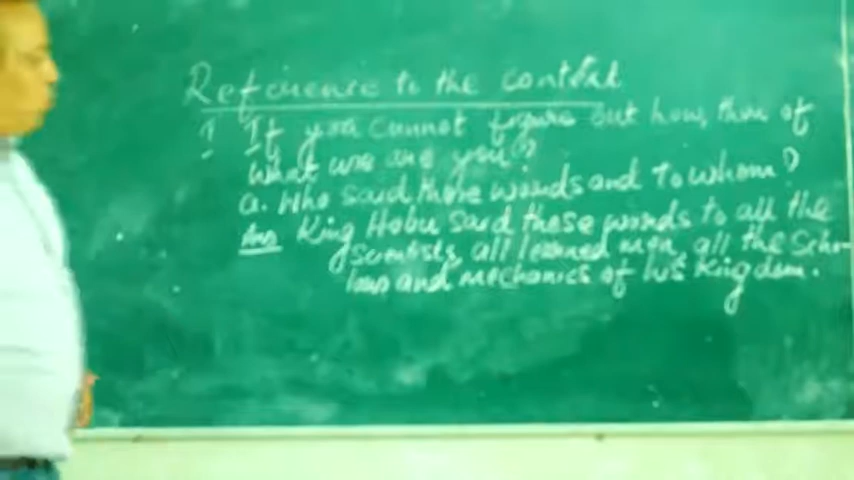 Reference to the context
1 If you cannot figure out how, then of
what use are you?
a. Who said these words and to whom?
Ans King Hobu said these words to all the
scientists, all learned men, all the Scho-
lars and mechanics of his Kingdom.